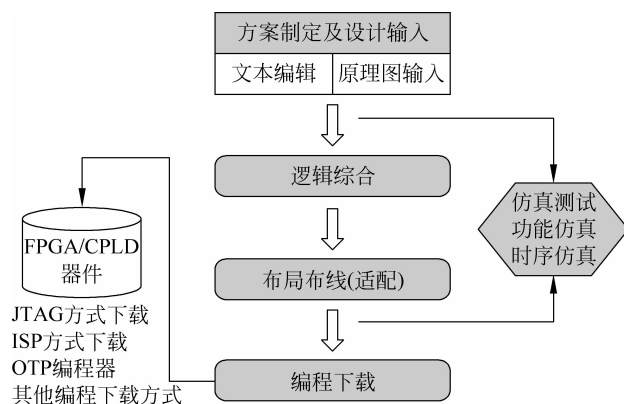 方案制定及设计输入
文本编辑
原理图输入
逻辑综合
仿真测试
功能仿真
时序仿真
FPGA/CPLD
器件
布局布线(适配)
JTAG方式下载
ISP方式下载
OTP编程器
其他编程下载方式
编程下载